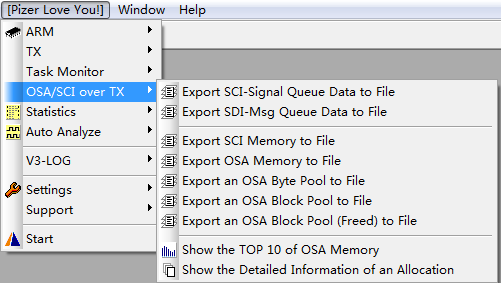 [Pizer Love You!] Window Help
ARM
TX
Task Monitor
OSA/SCI over TX
Statistics
Auto Analyze
V3-LOG
Settings
Support
Start
Export SCI-Signal Queue Data to File
Export SDI-Msg Queue Data to File
Export SCI Memory to File
Export OSA Memory to File
Export an OSA Byte Pool to File
Export an OSA Block Pool to File
Export an OSA Block Pool (Freed) to File
Show the TOP 10 of OSA Memory
Show the Detailed Information of an Allocation